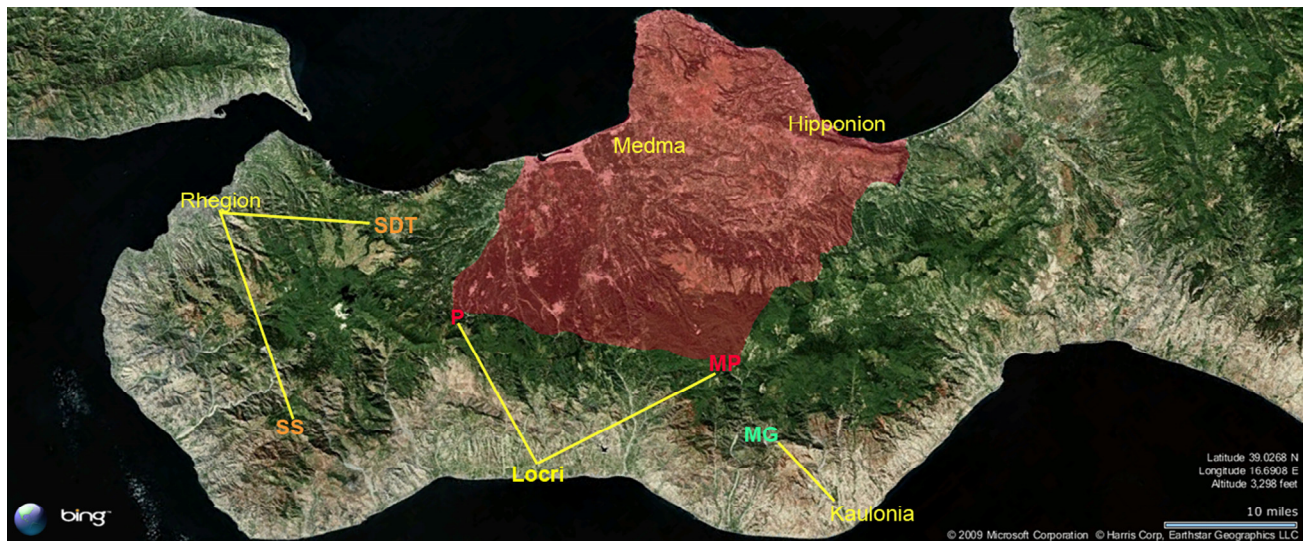 Hipponion
Medma
Rhegion
SDT
P
MP
SS
MG
Locri
Kaulonia
Latitude 39.0268 N
Longitude 16.6908 E
Altitude 3,298 feet
10 miles
bing™
© 2009 Microsoft Corporation © Harris Corp, Earthstar Geographics LLC